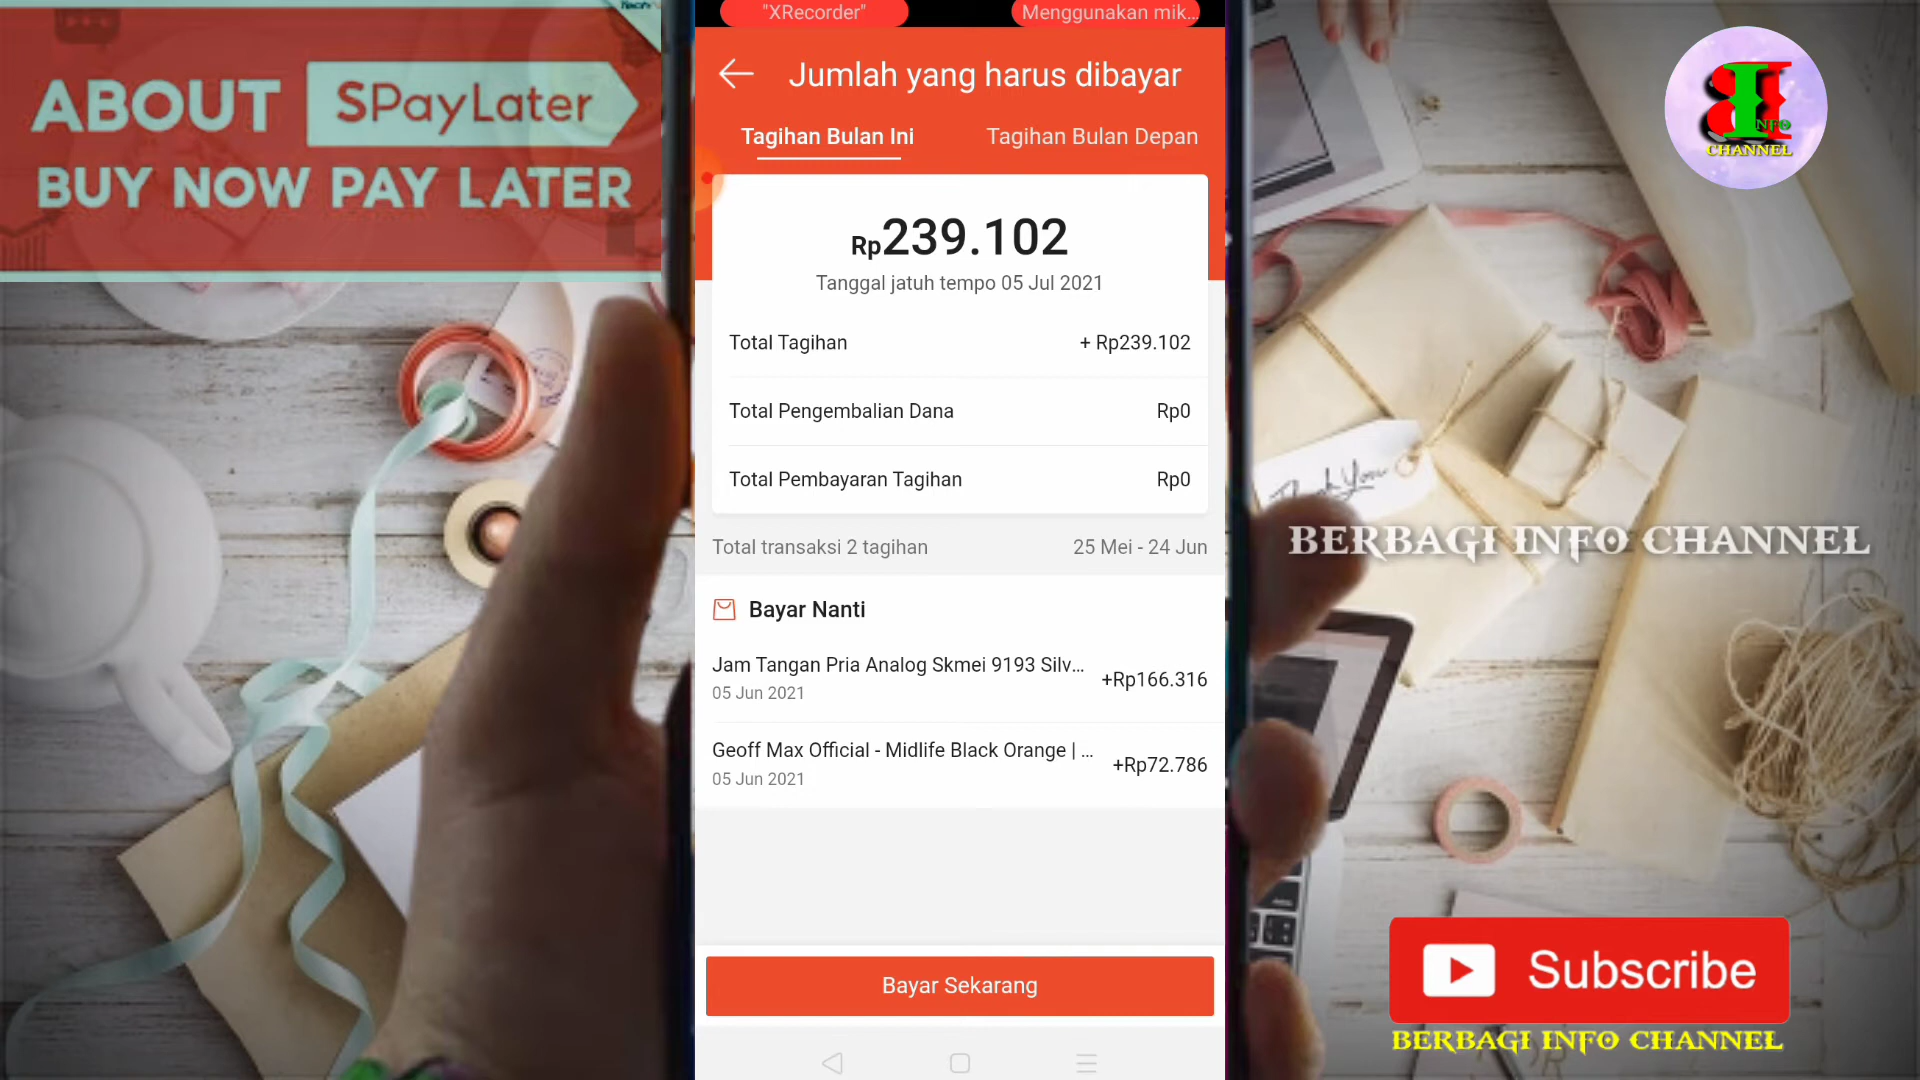 ABOUT SPayLater
BUY NOW PAY LATER
"XRecorder"
Menggunakan mik...
Jumlah yang harus dibayar
Tagihan Bulan Ini
Tagihan Bulan Depan
Rp239.102
Tanggal jatuh tempo 05 Jul 2021
Total Tagihan + Rp239.102
Total Pengembalian Dana Rp0
Total Pembayaran Tagihan Rp0
Total transaksi 2 tagihan 25 Mei - 24 Jun
Bayar Nanti
Jam Tangan Pria Analog Skmei 9193 Silv... +Rp166.316
05 Jun 2021
Geoff Max Official - Midlife Black Orange | ... +Rp72.786
05 Jun 2021
Bayar Sekarang
BI
INFO
CHANNEL
Thank You
BERBAGI INFO CHANNEL
Subscribe
BERBAGI INFO CHANNEL